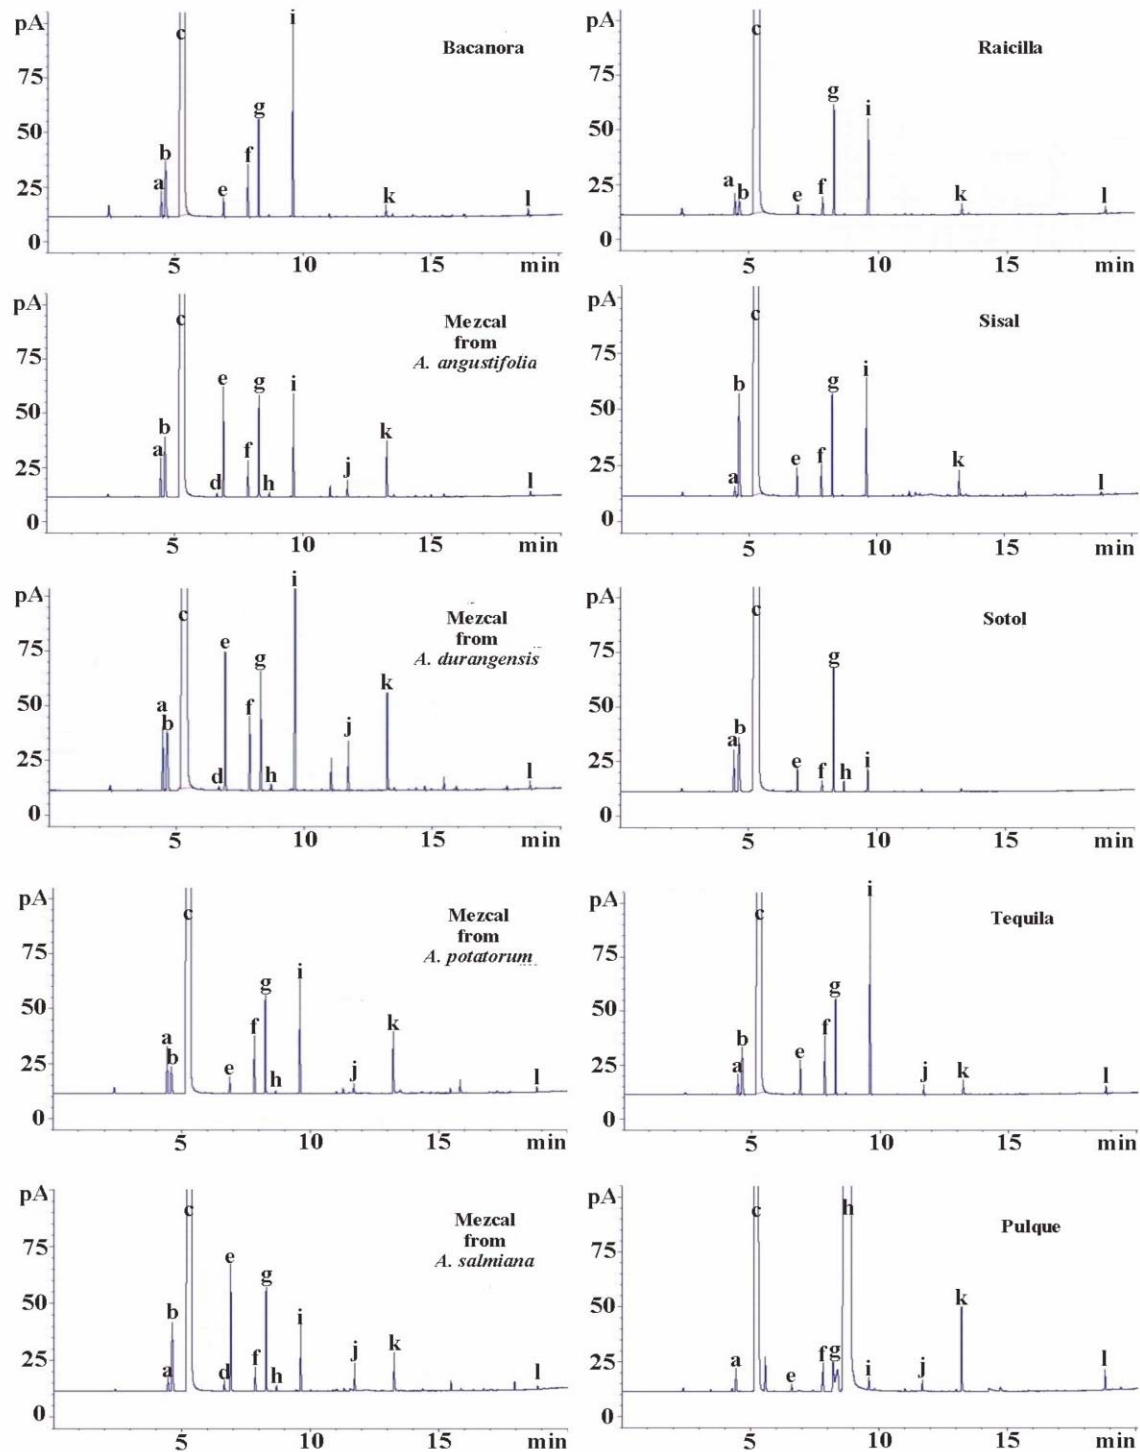 pA
c
i
Bacanora
75
g
50
b
f
25
a
e
k
l
0
5
10
15
min
pA
c
Raicilla
75
g
i
50
25
a
b
e
f
k
l
0
5
10
15
min
pA
c
Mezcal
from
A. angustifolia
75
e
g
i
50
b
a
f
k
25
d
h
j
l
0
5
10
15
min
pA
c
Sisal
75
i
b
g
50
25
a
e
f
k
l
0
5
10
15
min
pA
c
i
Mezcal
from
A. durangensis
75
e
g
k
50
a
b
f
j
25
d
h
l
0
5
10
15
min
pA
c
Sotol
75
g
50
a
b
25
e
f
h
i
0
5
10
15
min
pA
c
Mezcal
from
A. potatorum
75
g
i
50
a
b
f
k
25
e
h
j
l
0
5
10
15
min
pA
c
i
Tequila
75
g
50
b
f
25
a
e
j
k
l
0
5
10
15
min
pA
c
Mezcal
from
A. salmiana
75
e
g
50
b
i
25
a
d
f
h
j
k
l
0
5
10
15
min
pA
c
h
Pulque
75
k
50
25
a
e
f
g
i
j
l
0
5
10
15
min